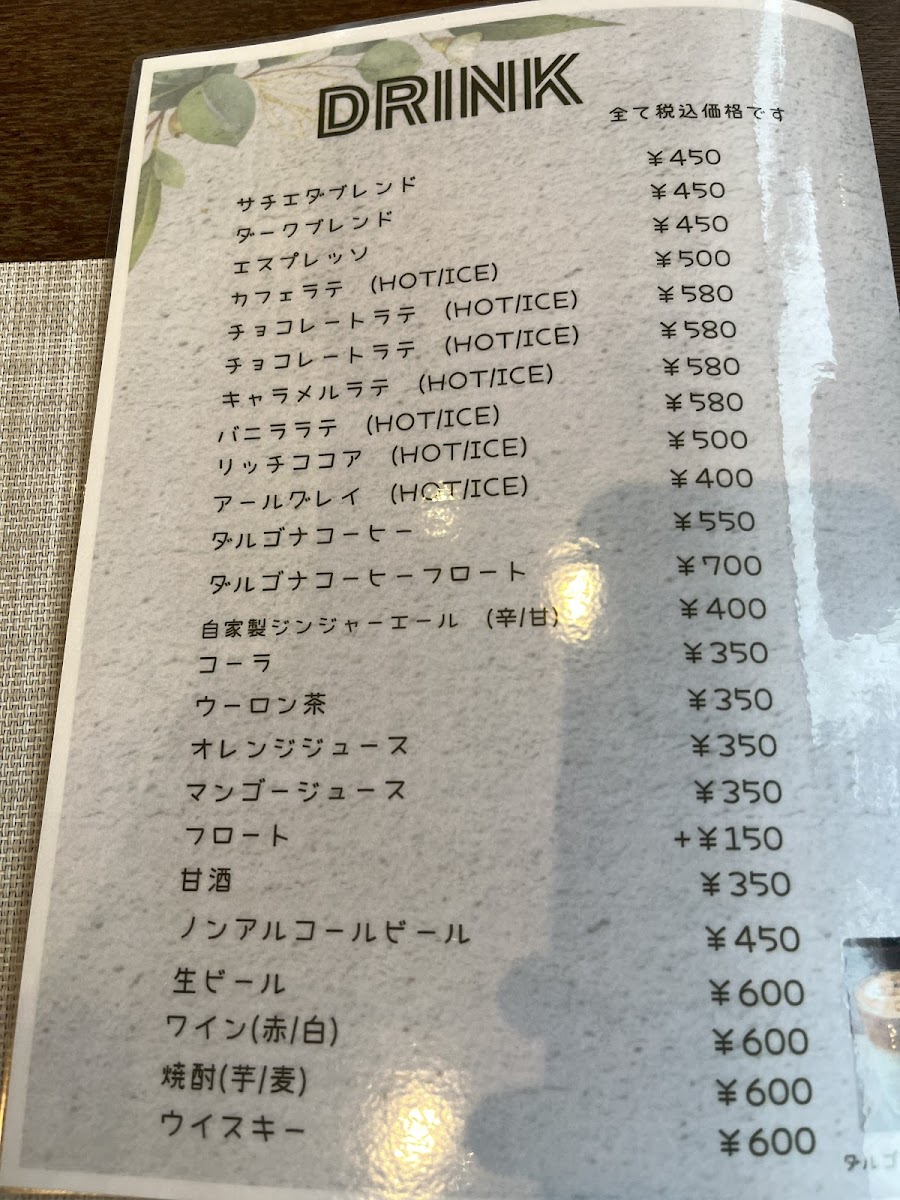 DRINK
全て税込価格です
サチエダブレンド ¥450
ダークブレンド ¥450
エスプレッソ ¥450
カフェラテ (HOT/ICE) ¥500
チョコレートラテ (HOT/ICE) ¥580
チョコレートラテ (HOT/ICE) ¥580
キャラメルラテ (HOT/ICE) ¥580
バニララテ (HOT/ICE) ¥580
リッチココア (HOT/ICE) ¥500
アールグレイ (HOT/ICE) ¥400
ダルゴナコーヒー ¥550
ダルゴナコーヒーフロート ¥700
自家製ジンジャーエール (辛/甘) ¥400
コーラ ¥350
ウーロン茶 ¥350
オレンジジュース ¥350
マンゴージュース ¥350
フロート +¥150
甘酒 ¥350
ノンアルコールビール ¥450
生ビール ¥600
ワイン(赤/白) ¥600
焼酎(芋/麦) ¥600
ウイスキー ¥600